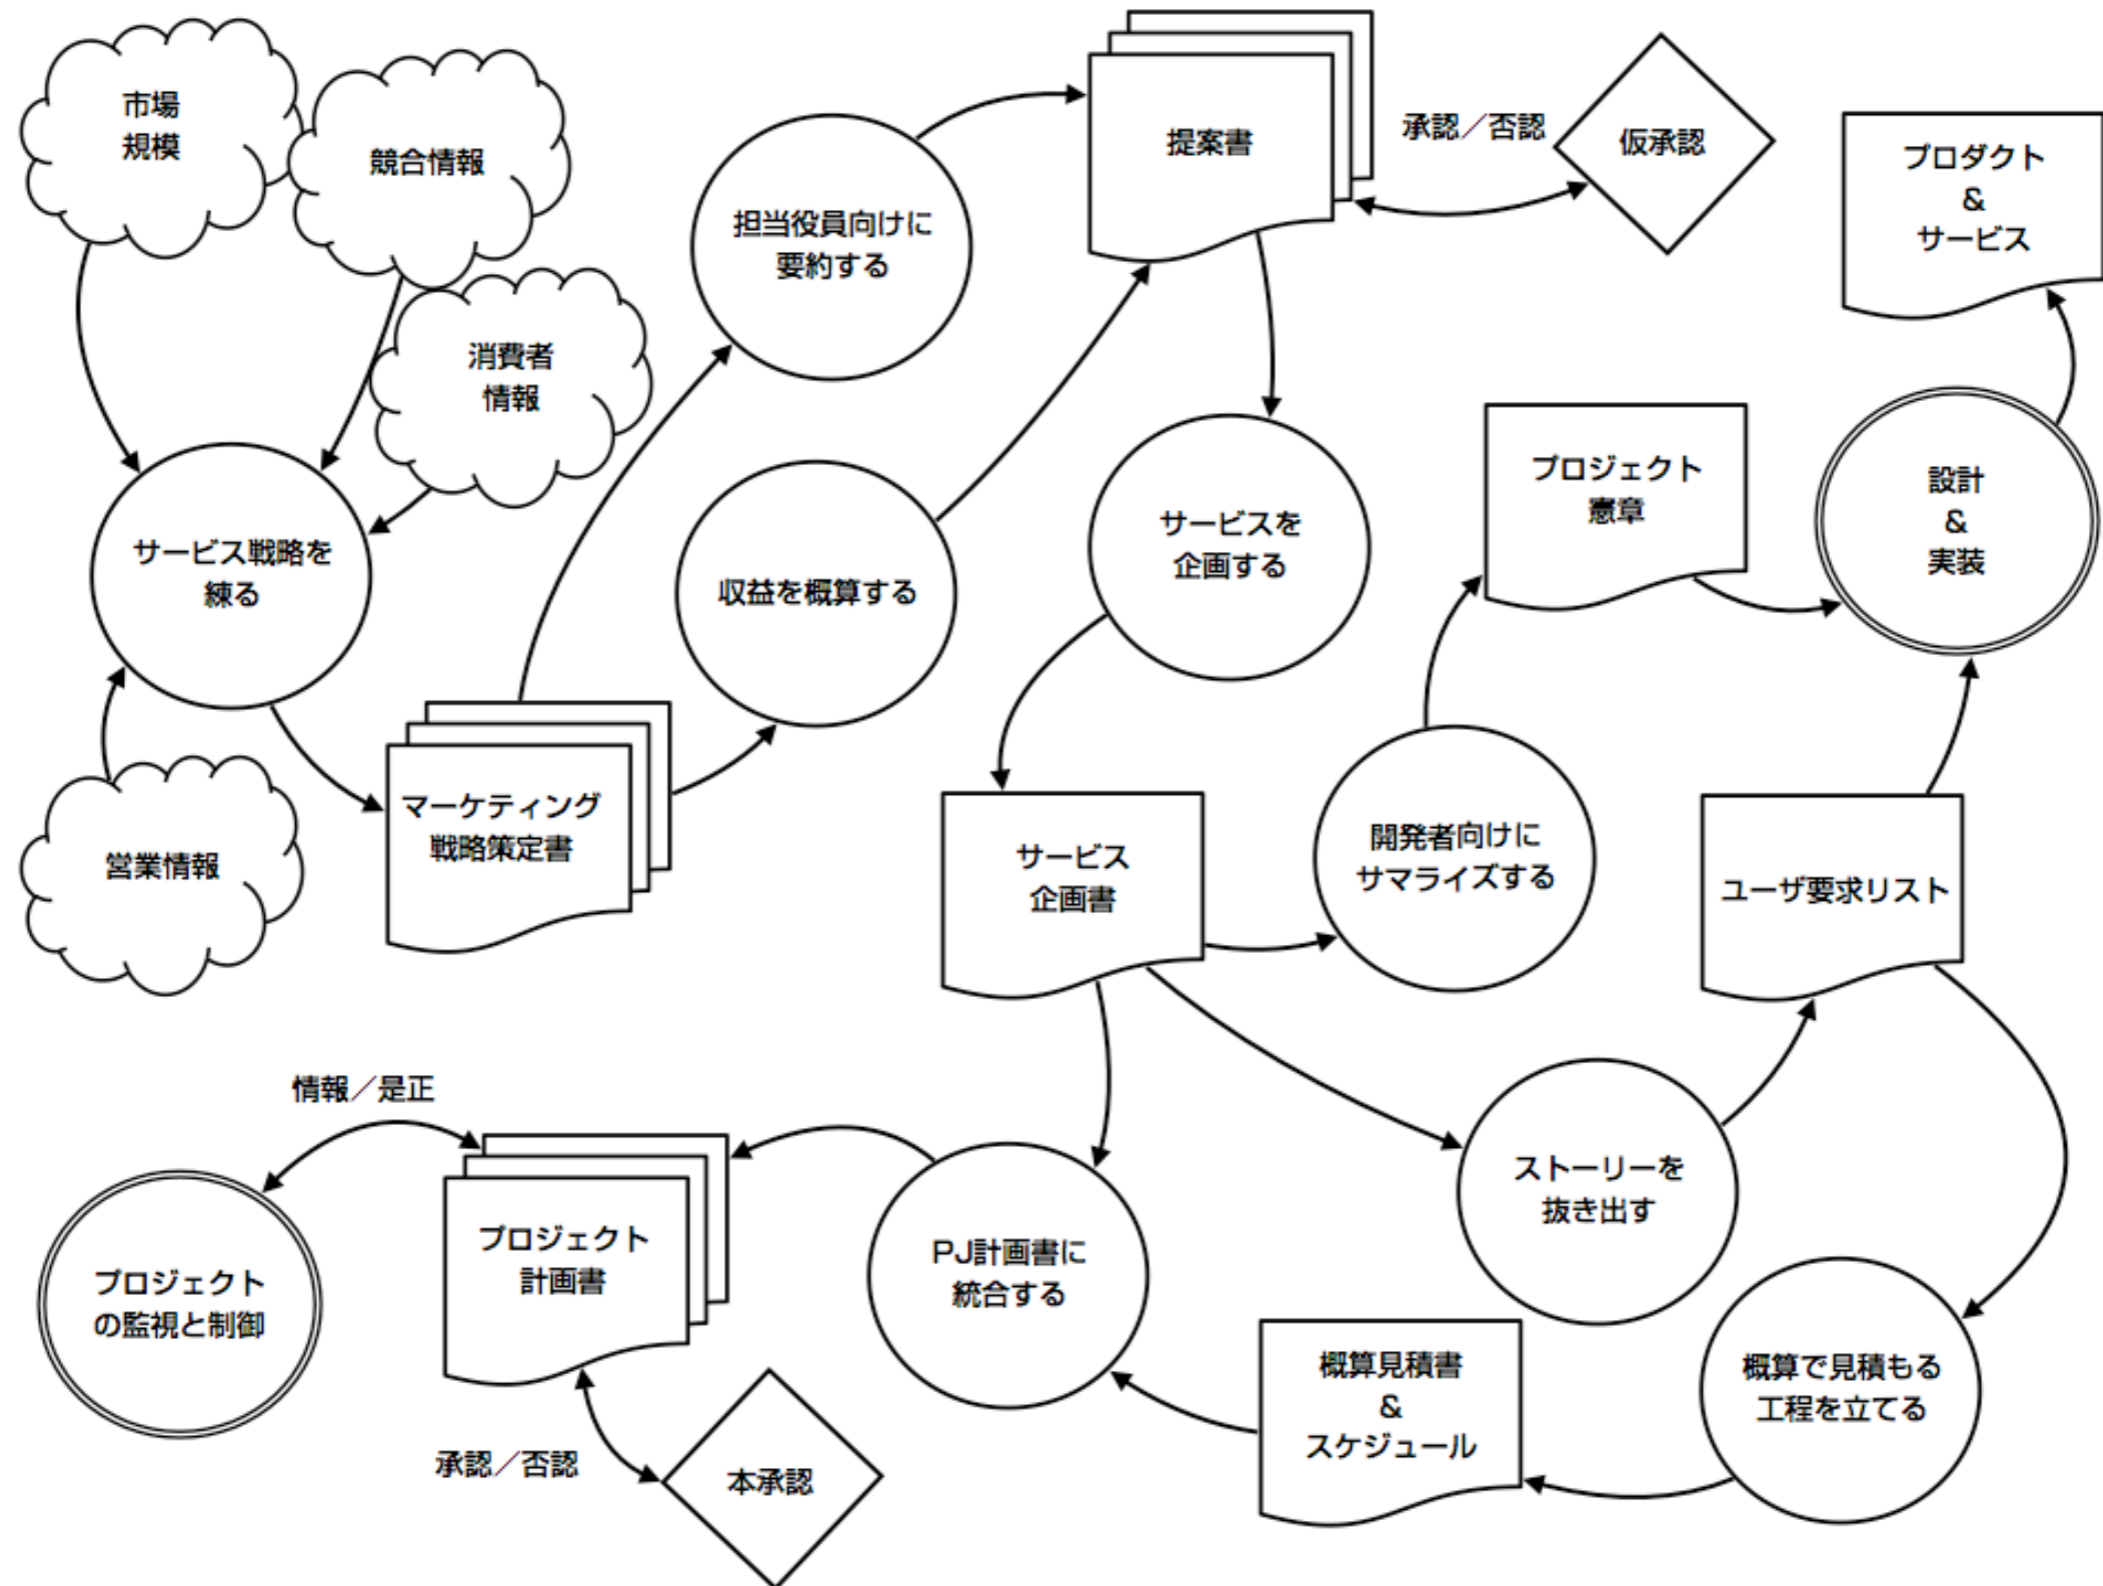 市場
規模
競合情報
消費者
情報
サービス戦略を
練る
営業情報
マーケティング
戦略策定書
担当役員向けに
要約する
収益を概算する
提案書
承認／否認
仮承認
サービスを
企画する
サービス
企画書
開発者向けに
サマライズする
プロジェクト
憲章
設計
&
実装
プロダクト
&
サービス
ユーザ要求リスト
ストーリーを
抜き出す
概算で見積もる
工程を立てる
概算見積書
&
スケジュール
PJ計画書に
統合する
プロジェクト
計画書
情報／是正
プロジェクト
の監視と制御
承認／否認
本承認